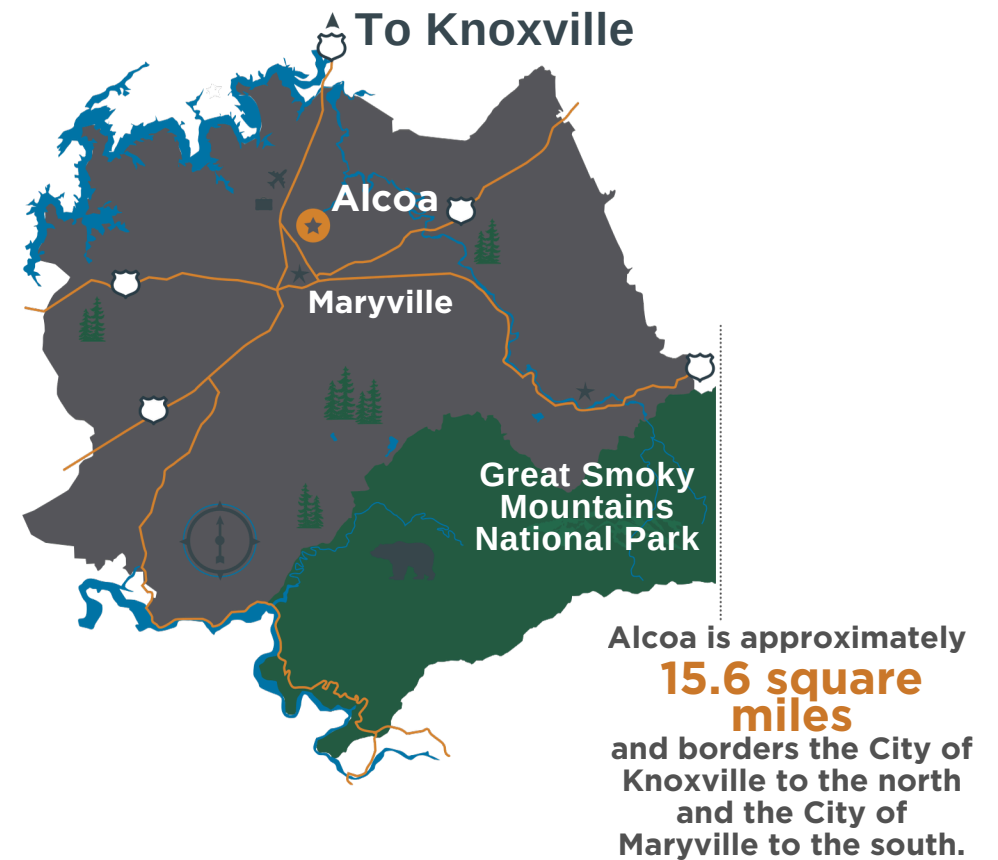 To Knoxville
Alcoa
Maryville
Great Smoky
Mountains
National Park
Alcoa is approximately
15.6 square
miles
and borders the City of
Knoxville to the north
and the City of
Maryville to the south.